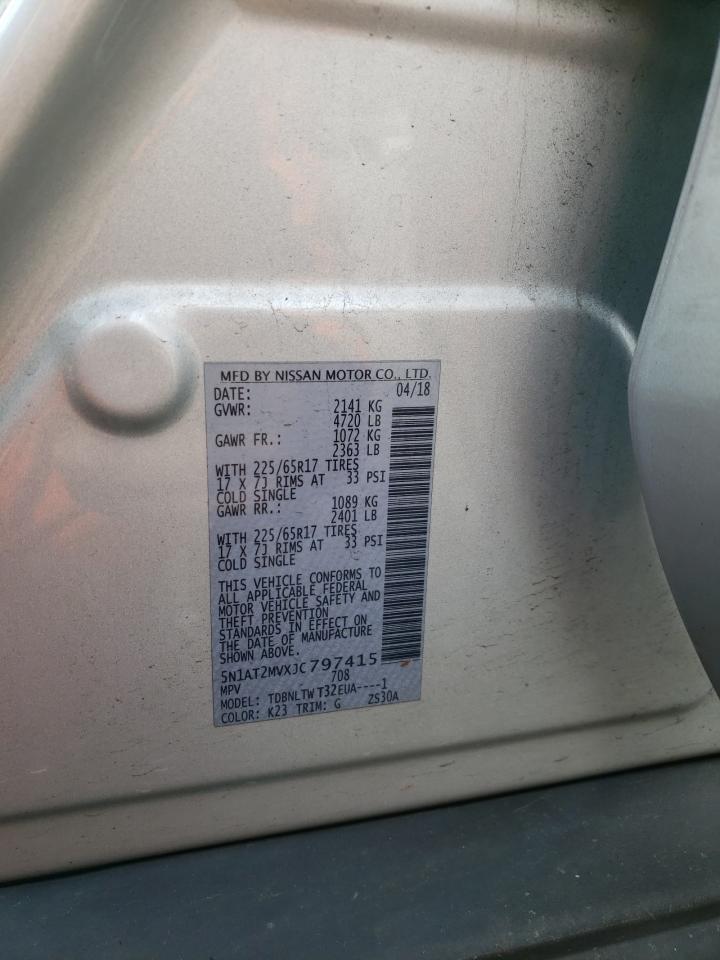 MFD BY NISSAN MOTOR CO., LTD.
DATE: 04/18
GVWR: 2141 KG
4720 LB
GAWR FR.: 1072 KG
2363 LB
WITH 225/65R17 TIRES
17 X 7J RIMS AT 33 PSI
COLD SINGLE
GAWR RR.: 1089 KG
2401 LB
WITH 225/65R17 TIRES
17 X 7J RIMS AT 33 PSI
COLD SINGLE
THIS VEHICLE CONFORMS TO
ALL APPLICABLE FEDERAL
MOTOR VEHICLE SAFETY AND
THEFT PREVENTION
STANDARDS IN EFFECT ON
THE DATE OF MANUFACTURE
SHOWN ABOVE.
5N1AT2MVXJC797415
MPV 708
MODEL: TDBNLTWT32EUA----1
COLOR: K23 TRIM: G ZS30A